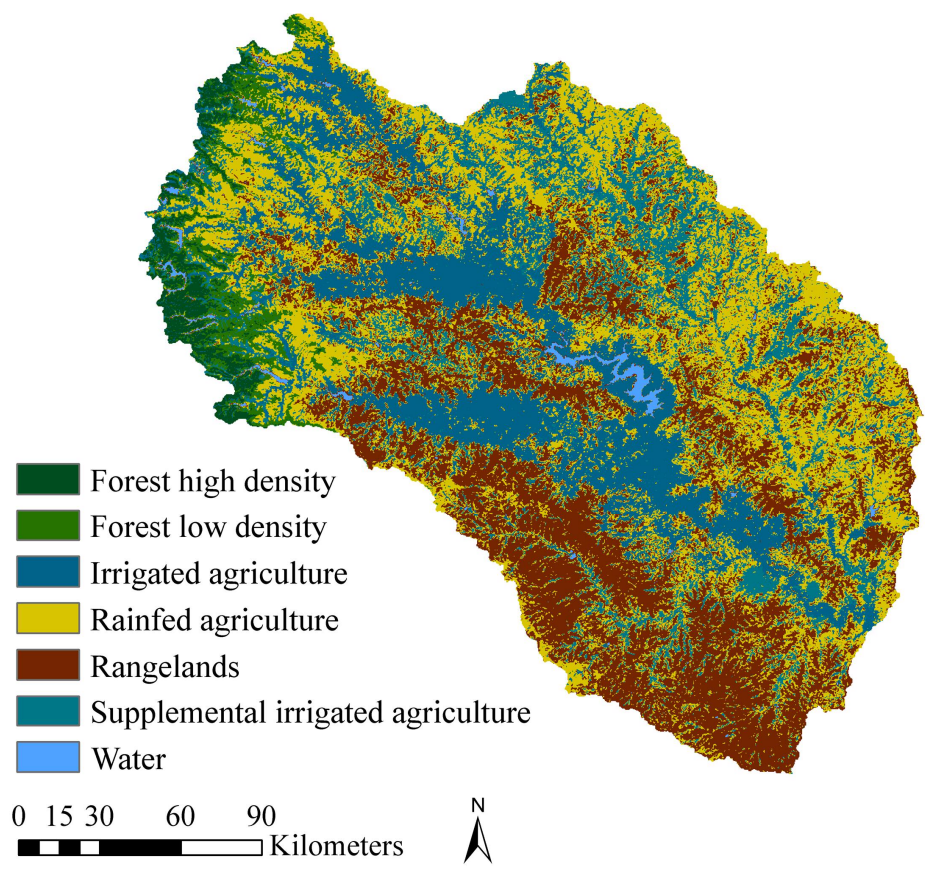 Forest high density
Forest low density
Irrigated agriculture
Rainfed agriculture
Rangelands
Supplemental irrigated agriculture
Water
0 15 30 60 90
Kilometers
N